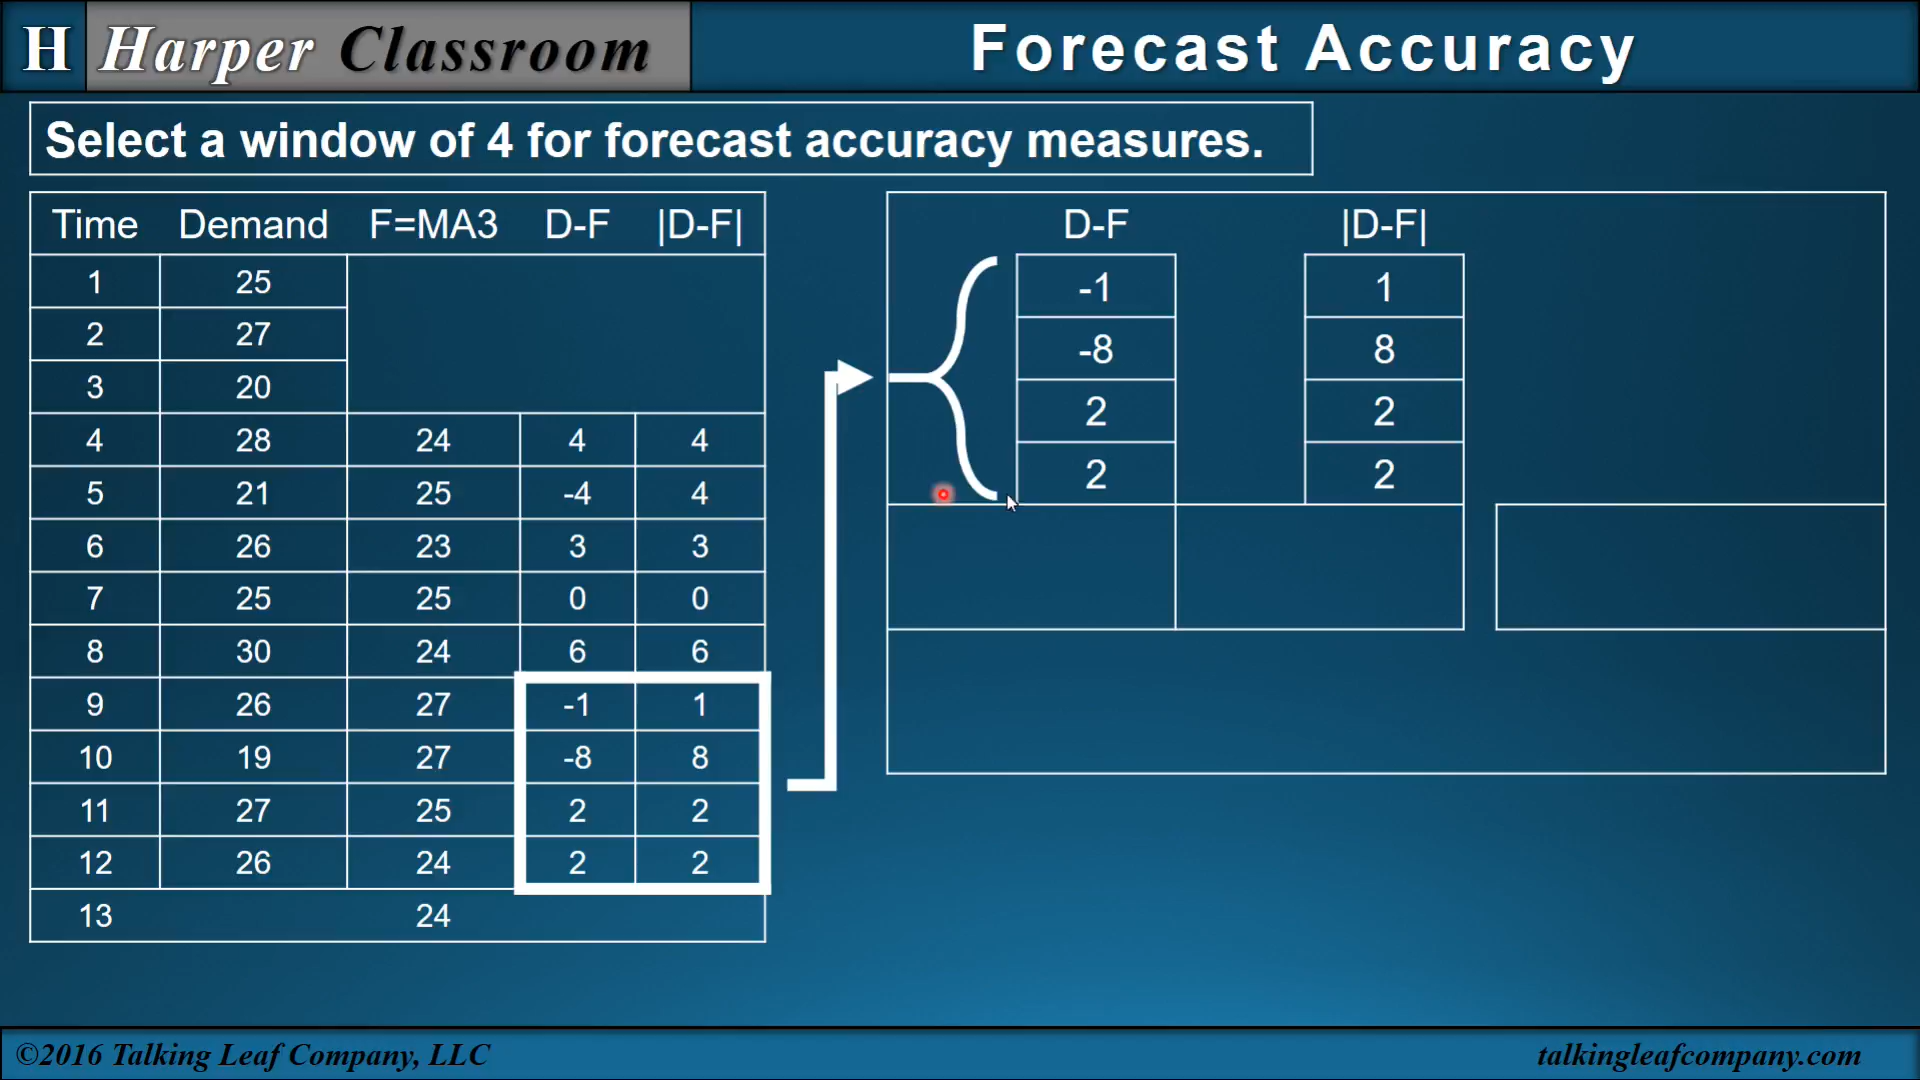 H Harper Classroom
Forecast Accuracy
Select a window of 4 for forecast accuracy measures.
Time Demand F=MA3 D-F |D-F|
1 25
2 27
3 20
4 28 24 4 4
5 21 25 -4 4
6 26 23 3 3
7 25 25 0 0
8 30 24 6 6
9 26 27 -1 1
10 19 27 -8 8
11 27 25 2 2
12 26 24 2 2
13 24
D-F |D-F|
-1 1
-8 8
2 2
2 2
©2016 Talking Leaf Company, LLC
talkingleafcompany.com